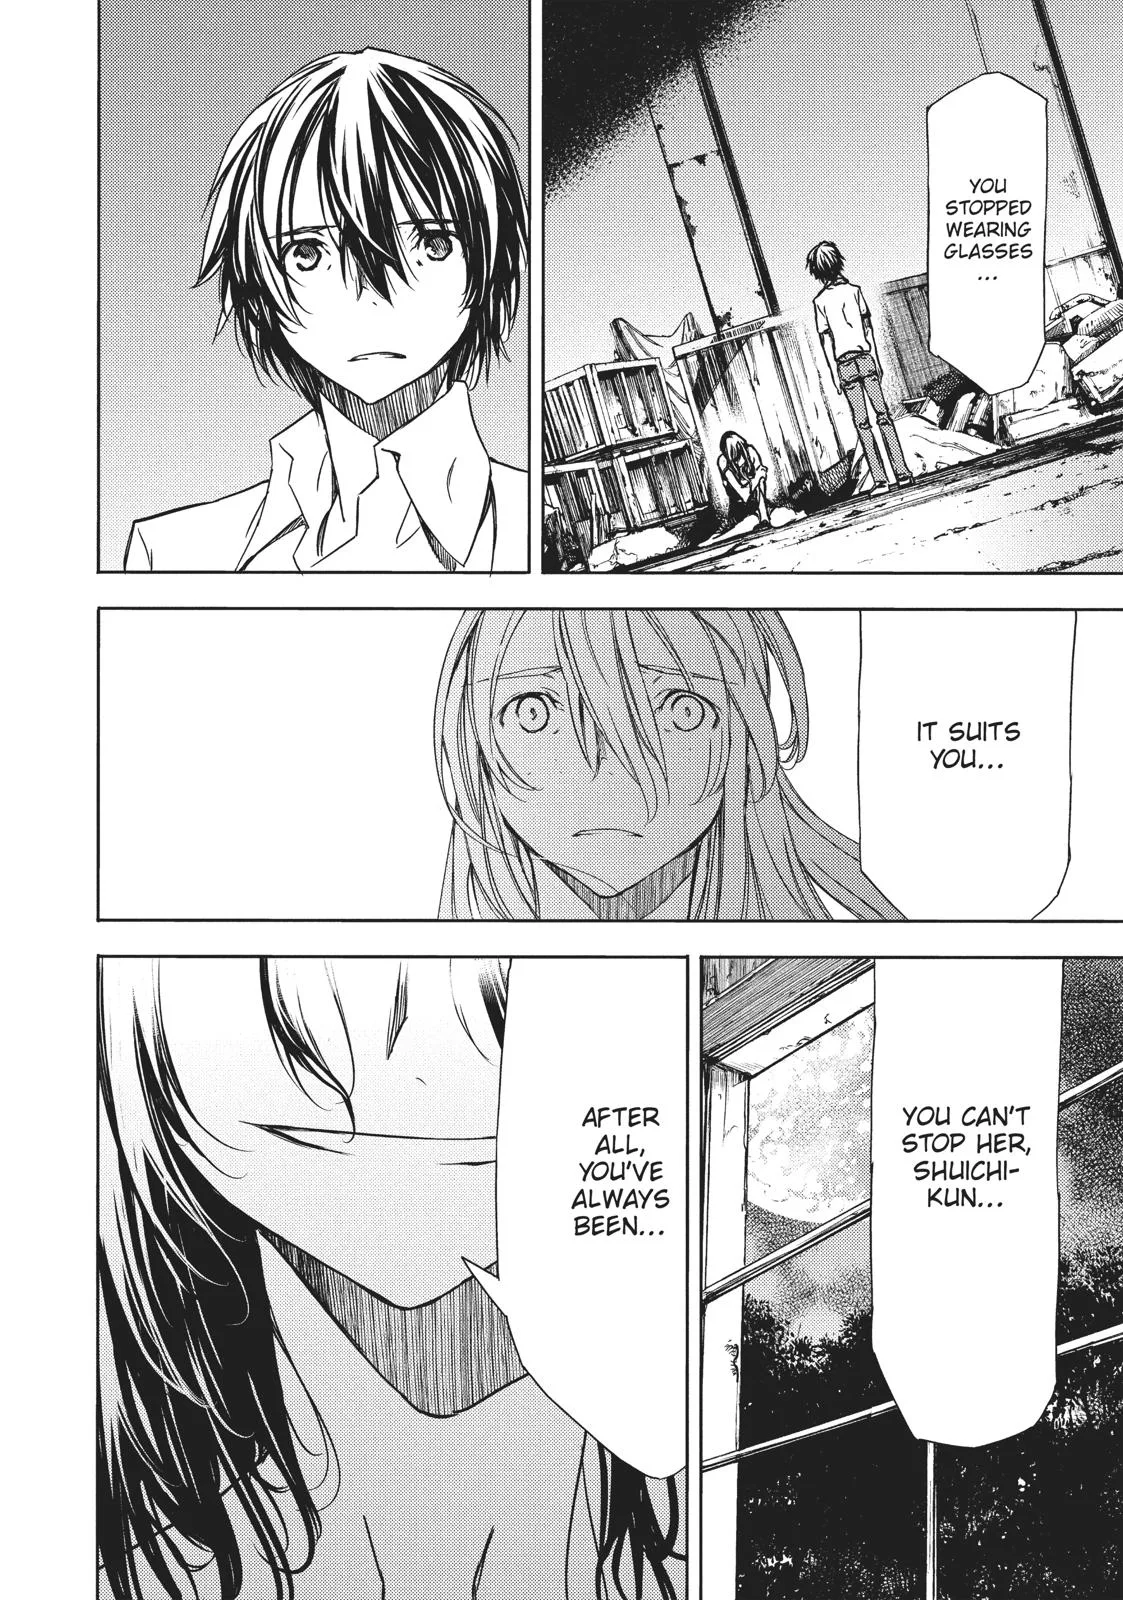 YOU
STOPPED
WEARING
GLASSES
...
IT SUITS
YOU...
YOU CAN'T
STOP HER,
SHUICHI-
KUN...
AFTER
ALL,
YOU'VE
ALWAYS
BEEN...